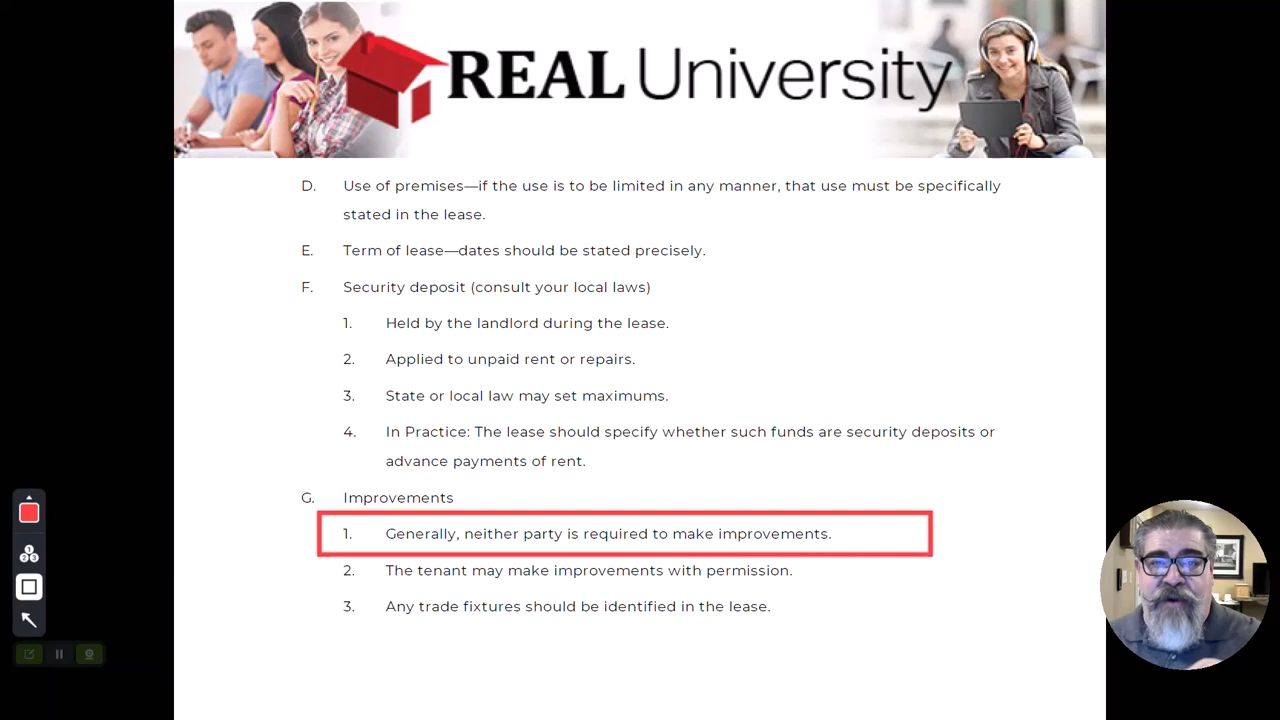 REAL University
D. Use of premises—if the use is to be limited in any manner, that use must be specifically
stated in the lease.
E. Term of lease—dates should be stated precisely.
F. Security deposit (consult your local laws)
1. Held by the landlord during the lease.
2. Applied to unpaid rent or repairs.
3. State or local law may set maximums.
4. In Practice: The lease should specify whether such funds are security deposits or
advance payments of rent.
G. Improvements
1. Generally, neither party is required to make improvements.
2. The tenant may make improvements with permission.
3. Any trade fixtures should be identified in the lease.